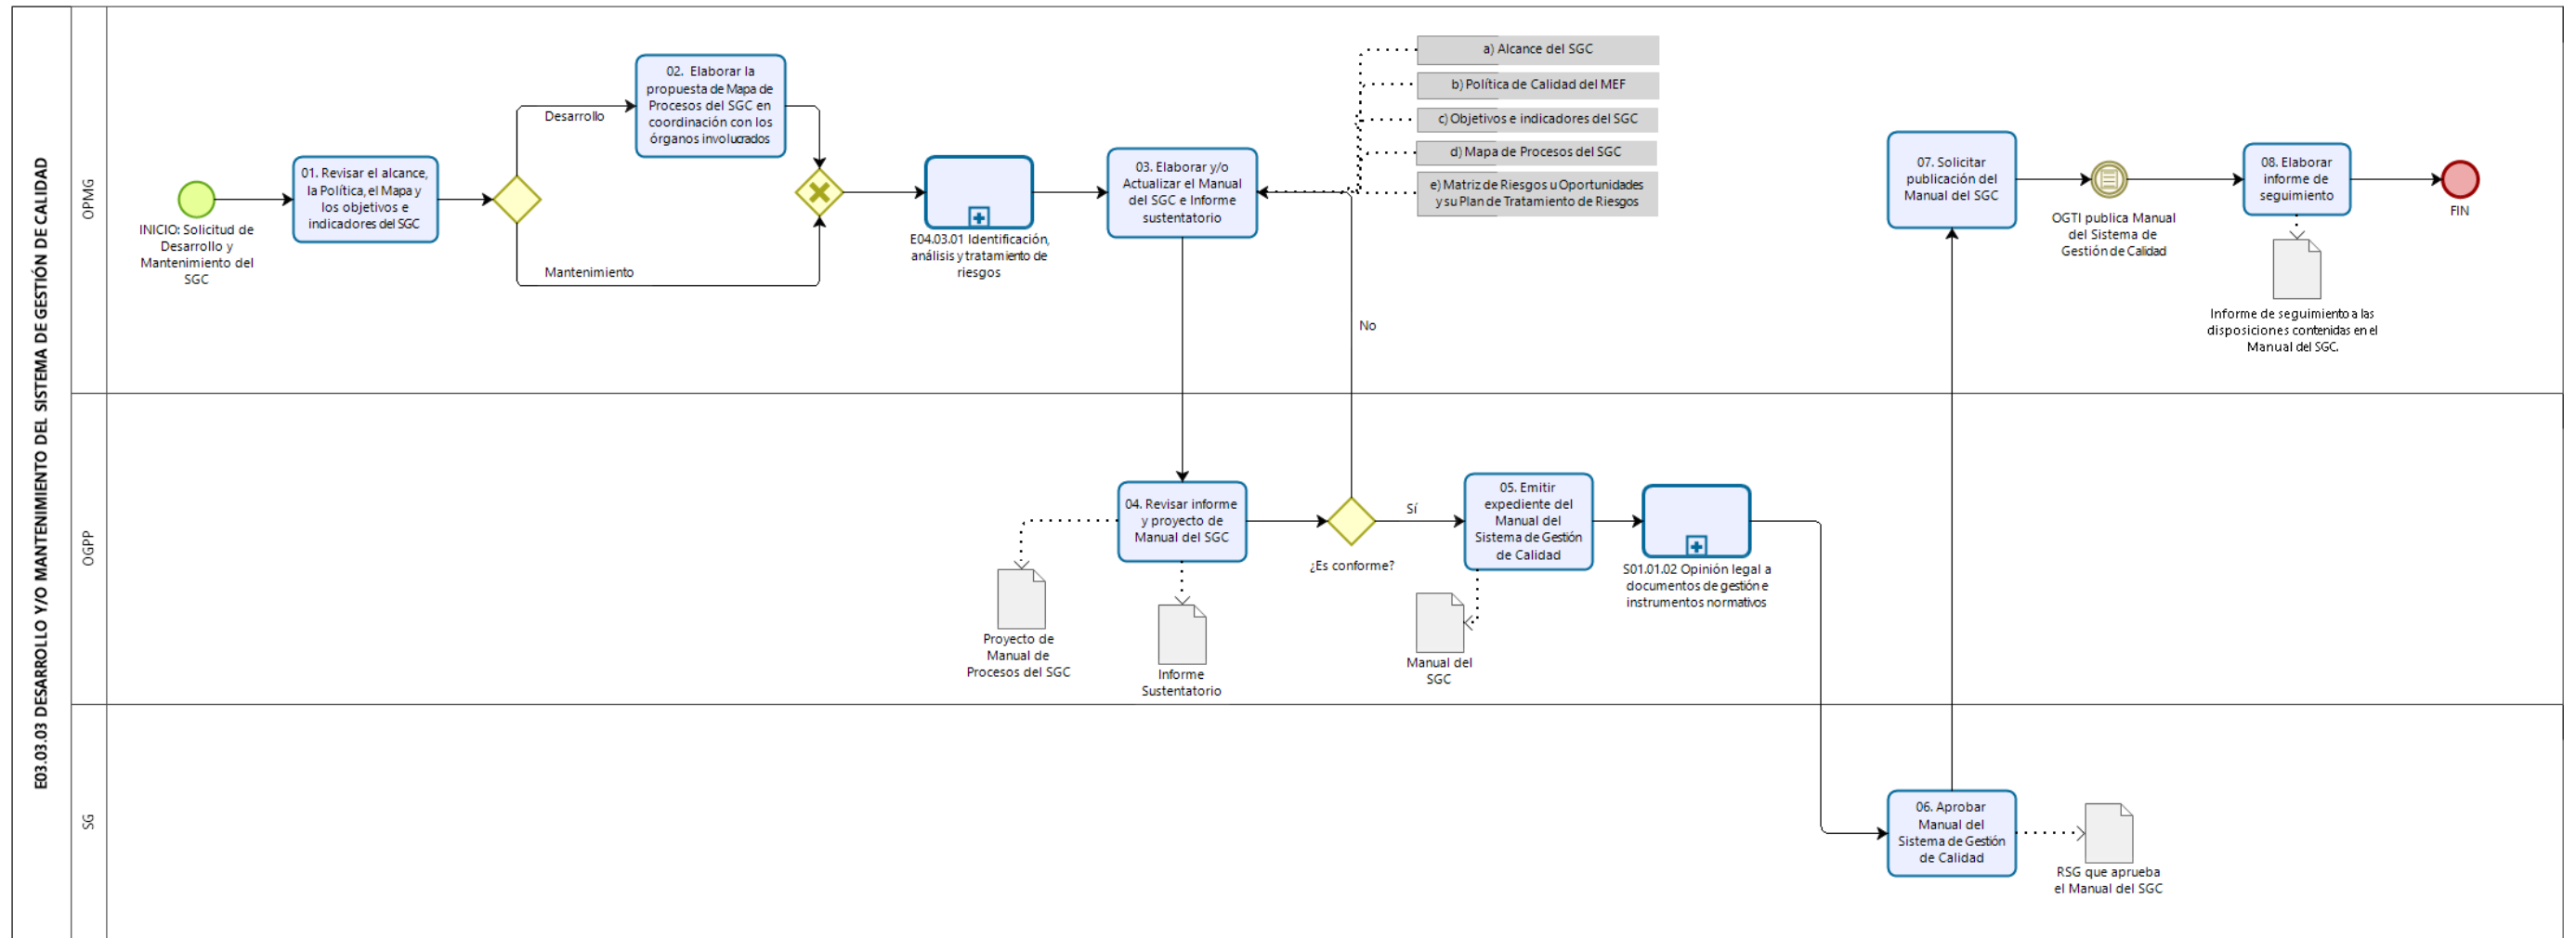 E03.03.03 DESARROLLO Y/O MANTENIMIENTO DEL SISTEMA DE GESTIÓN DE CALIDAD
OPMG
INICIO: Solicitud de
Desarrollo y
Mantenimiento del
SGC
01. Revisar el alcance,
la Política, el Mapa y
los objetivos e
indicadores del SGC
Desarrollo
Mantenimiento
02. Elaborar la
propuesta de Mapa de
Procesos del SGC en
coordinación con los
órganos involucrados
E04.03.01 Identificación,
análisis y tratamiento de
riesgos
03. Elaborar y/o
Actualizar el Manual
del SGC e Informe
sustentatorio
a) Alcance del SGC
b) Política de Calidad del MEF
c) Objetivos e indicadores del SGC
d) Mapa de Procesos del SGC
e) Matriz de Riesgos u Oportunidades
y su Plan de Tratamiento de Riesgos
No
07. Solicitar
publicación del
Manual del SGC
OGTI publica Manual
del Sistema de
Gestión de Calidad
08. Elaborar
informe de
seguimiento
Informe de seguimiento a las
disposiciones contenidas en el
Manual del SGC.
FIN
OGPP
04. Revisar informe
y proyecto de
Manual del SGC
Proyecto de
Manual de
Procesos del SGC
Informe
Sustentatorio
¿Es conforme?
Sí
05. Emitir
expediente del
Manual del
Sistema de Gestión
de Calidad
Manual del
SGC
S01.01.02 Opinión legal a
documentos de gestión e
instrumentos normativos
SG
06. Aprobar
Manual del
Sistema de Gestión
de Calidad
RSG que aprueba
el Manual del SGC